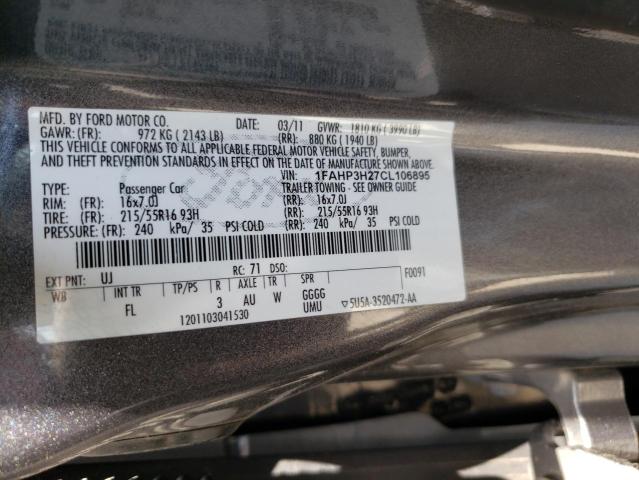 MFD. BY FORD MOTOR CO.
DATE: 03/11 GVWR: 1810 KG ( 3990 LB)
GAWR: (FR) 972 KG ( 2143 LB) (RR): 880 KG ( 1940 LB)
THIS VEHICLE CONFORMS TO ALL APPLICABLE FEDERAL MOTOR VEHICLE SAFETY, BUMPER,
AND THEFT PREVENTION STANDARDS IN EFFECT ON THE DATE OF MANUFACTURE SHOWN ABOVE.
VIN: 1FAHP3H27CL106895
TYPE: Passenger Car TRAILER TOWING - SEE OWNER GUIDE
RIM: (FR) 16x7.0J (RR): 16x7.0J
TIRE: (FR) 215/55R16 93H (RR): 215/55R16 93H
PRESSURE: (FR) 240 kPa/ 35 PSI COLD (RR): 240 kPa/ 35 PSI COLD
EXT PNT: UJ RC: 71 DSO: F0091
WB INT TR TP/PS R AXLE TR SPR
FL 3 AU W GGGG
UMU
1201103041530
▽5U5A-3520472-AA